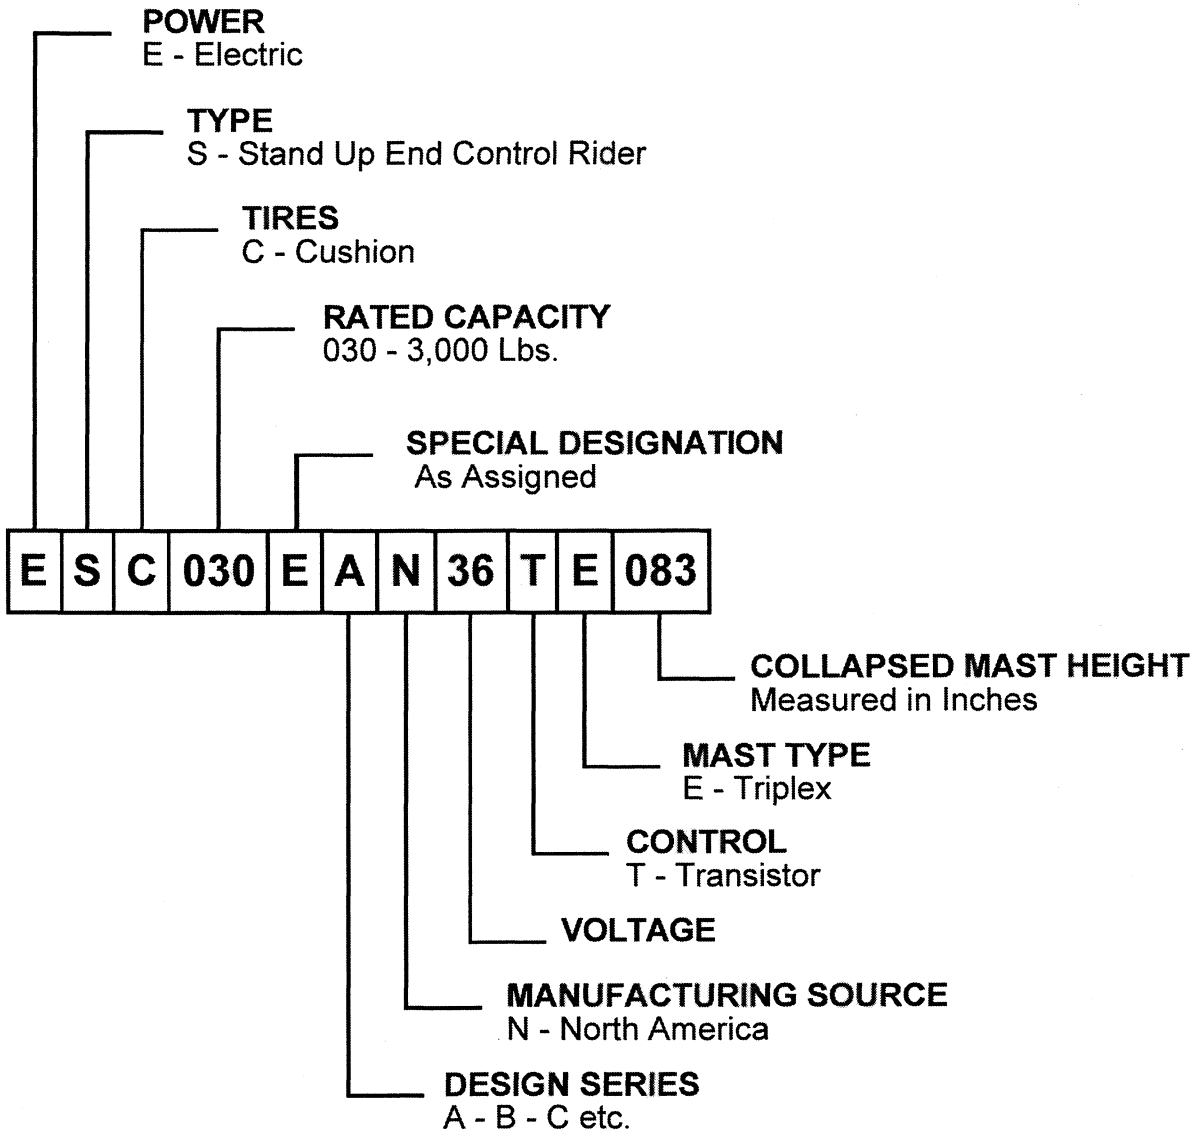 POWER
E - Electric
TYPE
S - Stand Up End Control Rider
TIRES
C - Cushion
RATED CAPACITY
030 - 3,000 Lbs.
SPECIAL DESIGNATION
As Assigned
E S C 030 E A N 36 T E 083
COLLAPSED MAST HEIGHT
Measured in Inches
MAST TYPE
E - Triplex
CONTROL
T - Transistor
VOLTAGE
MANUFACTURING SOURCE
N - North America
DESIGN SERIES
A - B - C etc.